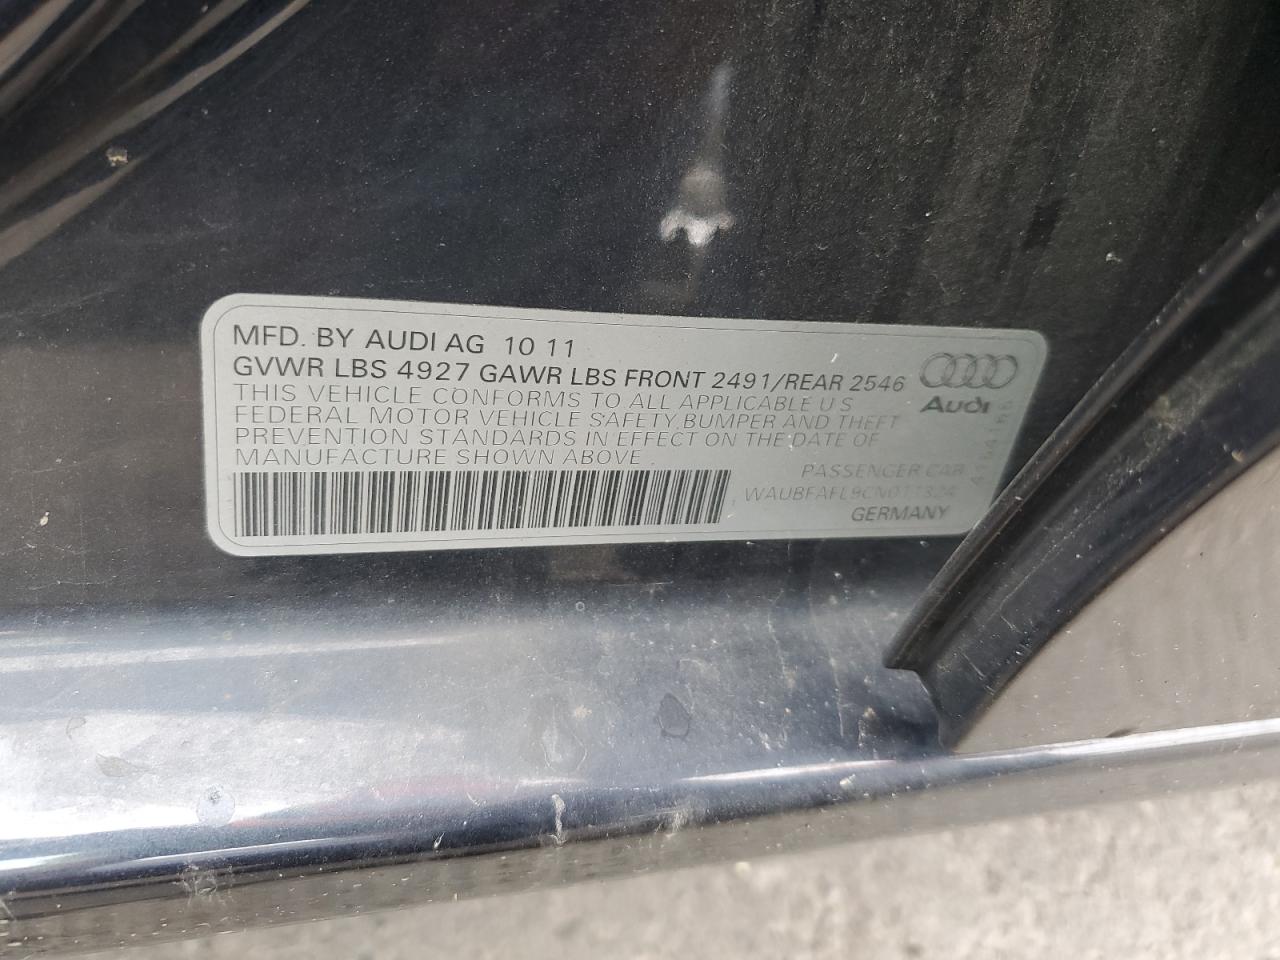 MFD. BY AUDI AG 10 11
GVWR LBS 4927 GAWR LBS FRONT 2491/REAR 2546
THIS VEHICLE CONFORMS TO ALL APPLICABLE U S
FEDERAL MOTOR VEHICLE SAFETY, BUMPER AND THEFT
PREVENTION STANDARDS IN EFFECT ON THE DATE OF
MANUFACTURE SHOWN ABOVE.
PASSENGER CAR
GERMANY
Audi